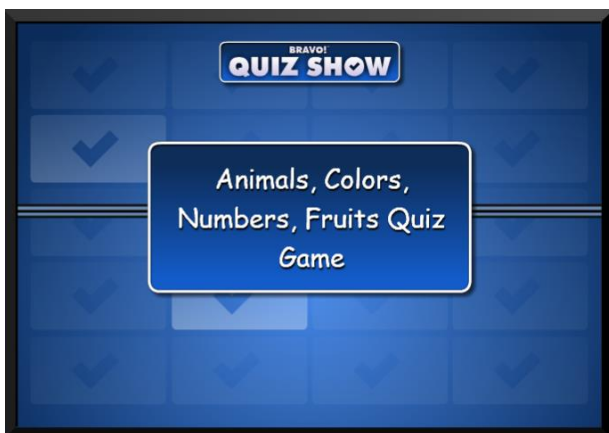 BRAVO!
QUIZ SHOW
Animals, Colors,
Numbers, Fruits Quiz
Game